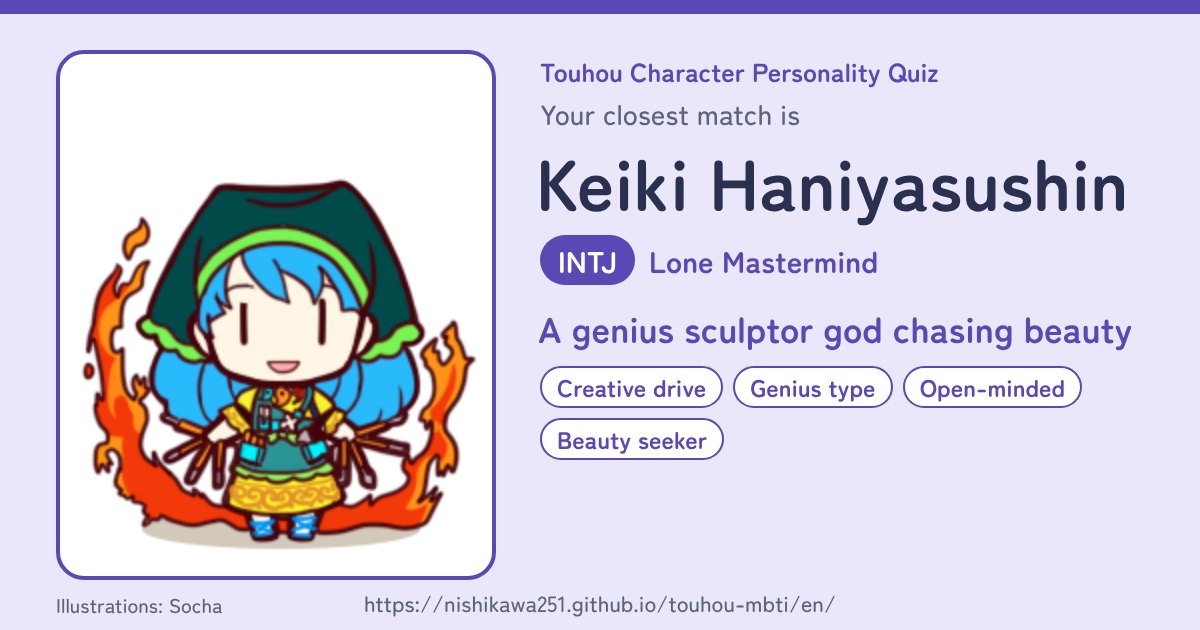 Touhou Character Personality Quiz
Your closest match is
Keiki Haniyasushin
INTJ Lone Mastermind
A genius sculptor god chasing beauty
Creative drive Genius type Open-minded
Beauty seeker
Illustrations: Socha https://nishikawa251.github.io/touhou-mbti/en/